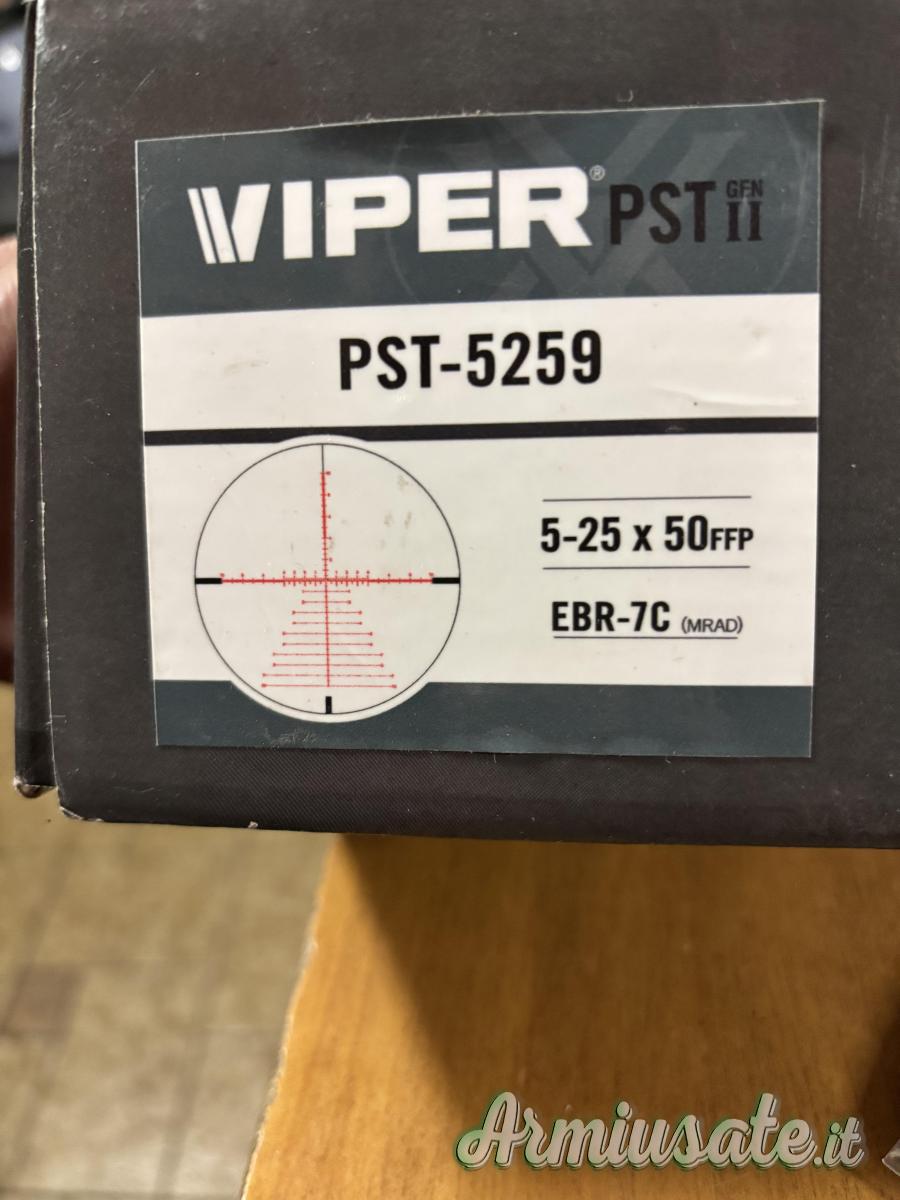 VIPER® PST GEN II
PST-5259
5-25 x 50FFP
EBR-7C (MRAD)
Armiusate.it